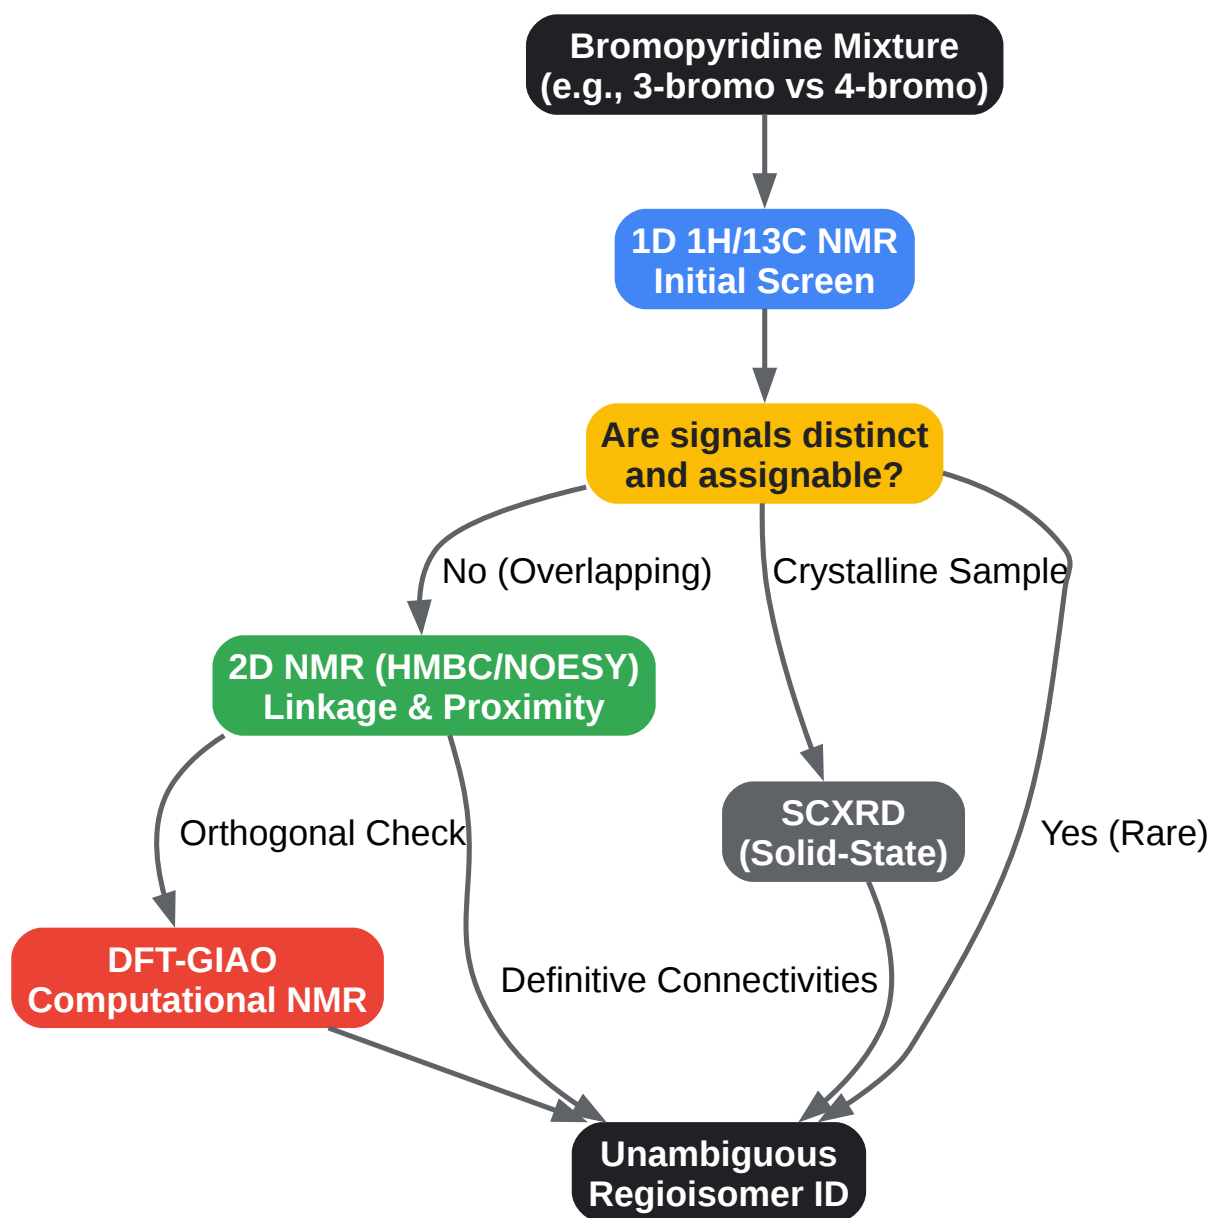 Bromopyridine Mixture
(e.g., 3-bromo vs 4-bromo)
1D 1H/13C NMR
Initial Screen
Are signals distinct
and assignable?
No (Overlapping)
Crystalline Sample
2D NMR (HMBC/NOESY)
Linkage & Proximity
SCXRD
(Solid-State)
Orthogonal Check
Yes (Rare)
DFT-GIAO
Computational NMR
Definitive Connectivities
Unambiguous
Regioisomer ID